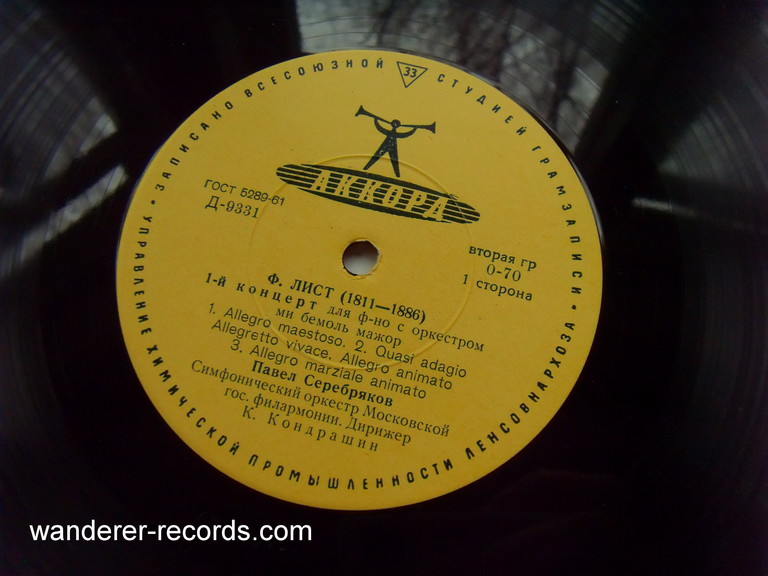 • ЗАПИСАНО ВСЕСОЮЗНОЙ 33 СТУДИЕЙ ГРАМЗАПИСИ •
АККОРД
ГОСТ 5289-61
Д-9331
вторая гр
0-70
1 сторона
Ф. ЛИСТ (1811—1886)
1-й концерт для ф-но с оркестром
ми бемоль мажор
1. Allegro maestoso. 2. Quasi adagio
Allegretto vivace. Allegro animato
3. Allegro marziale animato
Павел Серебряков
Симфонический оркестр Московской
гос. филармонии. Дирижер
К. Кондрашин
УПРАВЛЕНИЕ ХИМИЧЕСКОЙ ПРОМЫШЛЕННОСТИ ЛЕНСОВНАРХОЗА
wanderer-records.com